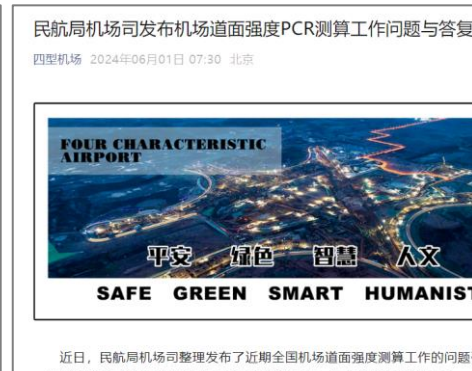 民航局机场司发布机场道面强度PCR测算工作问题与答复
四型机场 2024年06月01日 07:30 北京
FOUR CHARACTERISTIC
AIRPORT
平安 绿色 智慧 人文
SAFE GREEN SMART HUMANIST
近日，民航局机场司整理发布了近期全国机场道面强度测算工作的问题